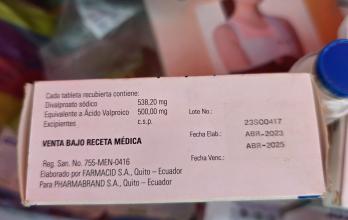 Cada tableta recubierta contiene:
Divalproato sódico 538,20 mg
Equivalente a Ácido Valproico 500,00 mg
Excipientes c.s.p.
VENTA BAJO RECETA MÉDICA
Reg. San. No. 755-MEN-0416
Elaborado por FARMACID S.A., Quito – Ecuador
Para PHARMABRAND S.A., Quito – Ecuador
Lote No.: 23S00417
Fecha Elab.: ABR-2023
Fecha Venc.: ABR-2025